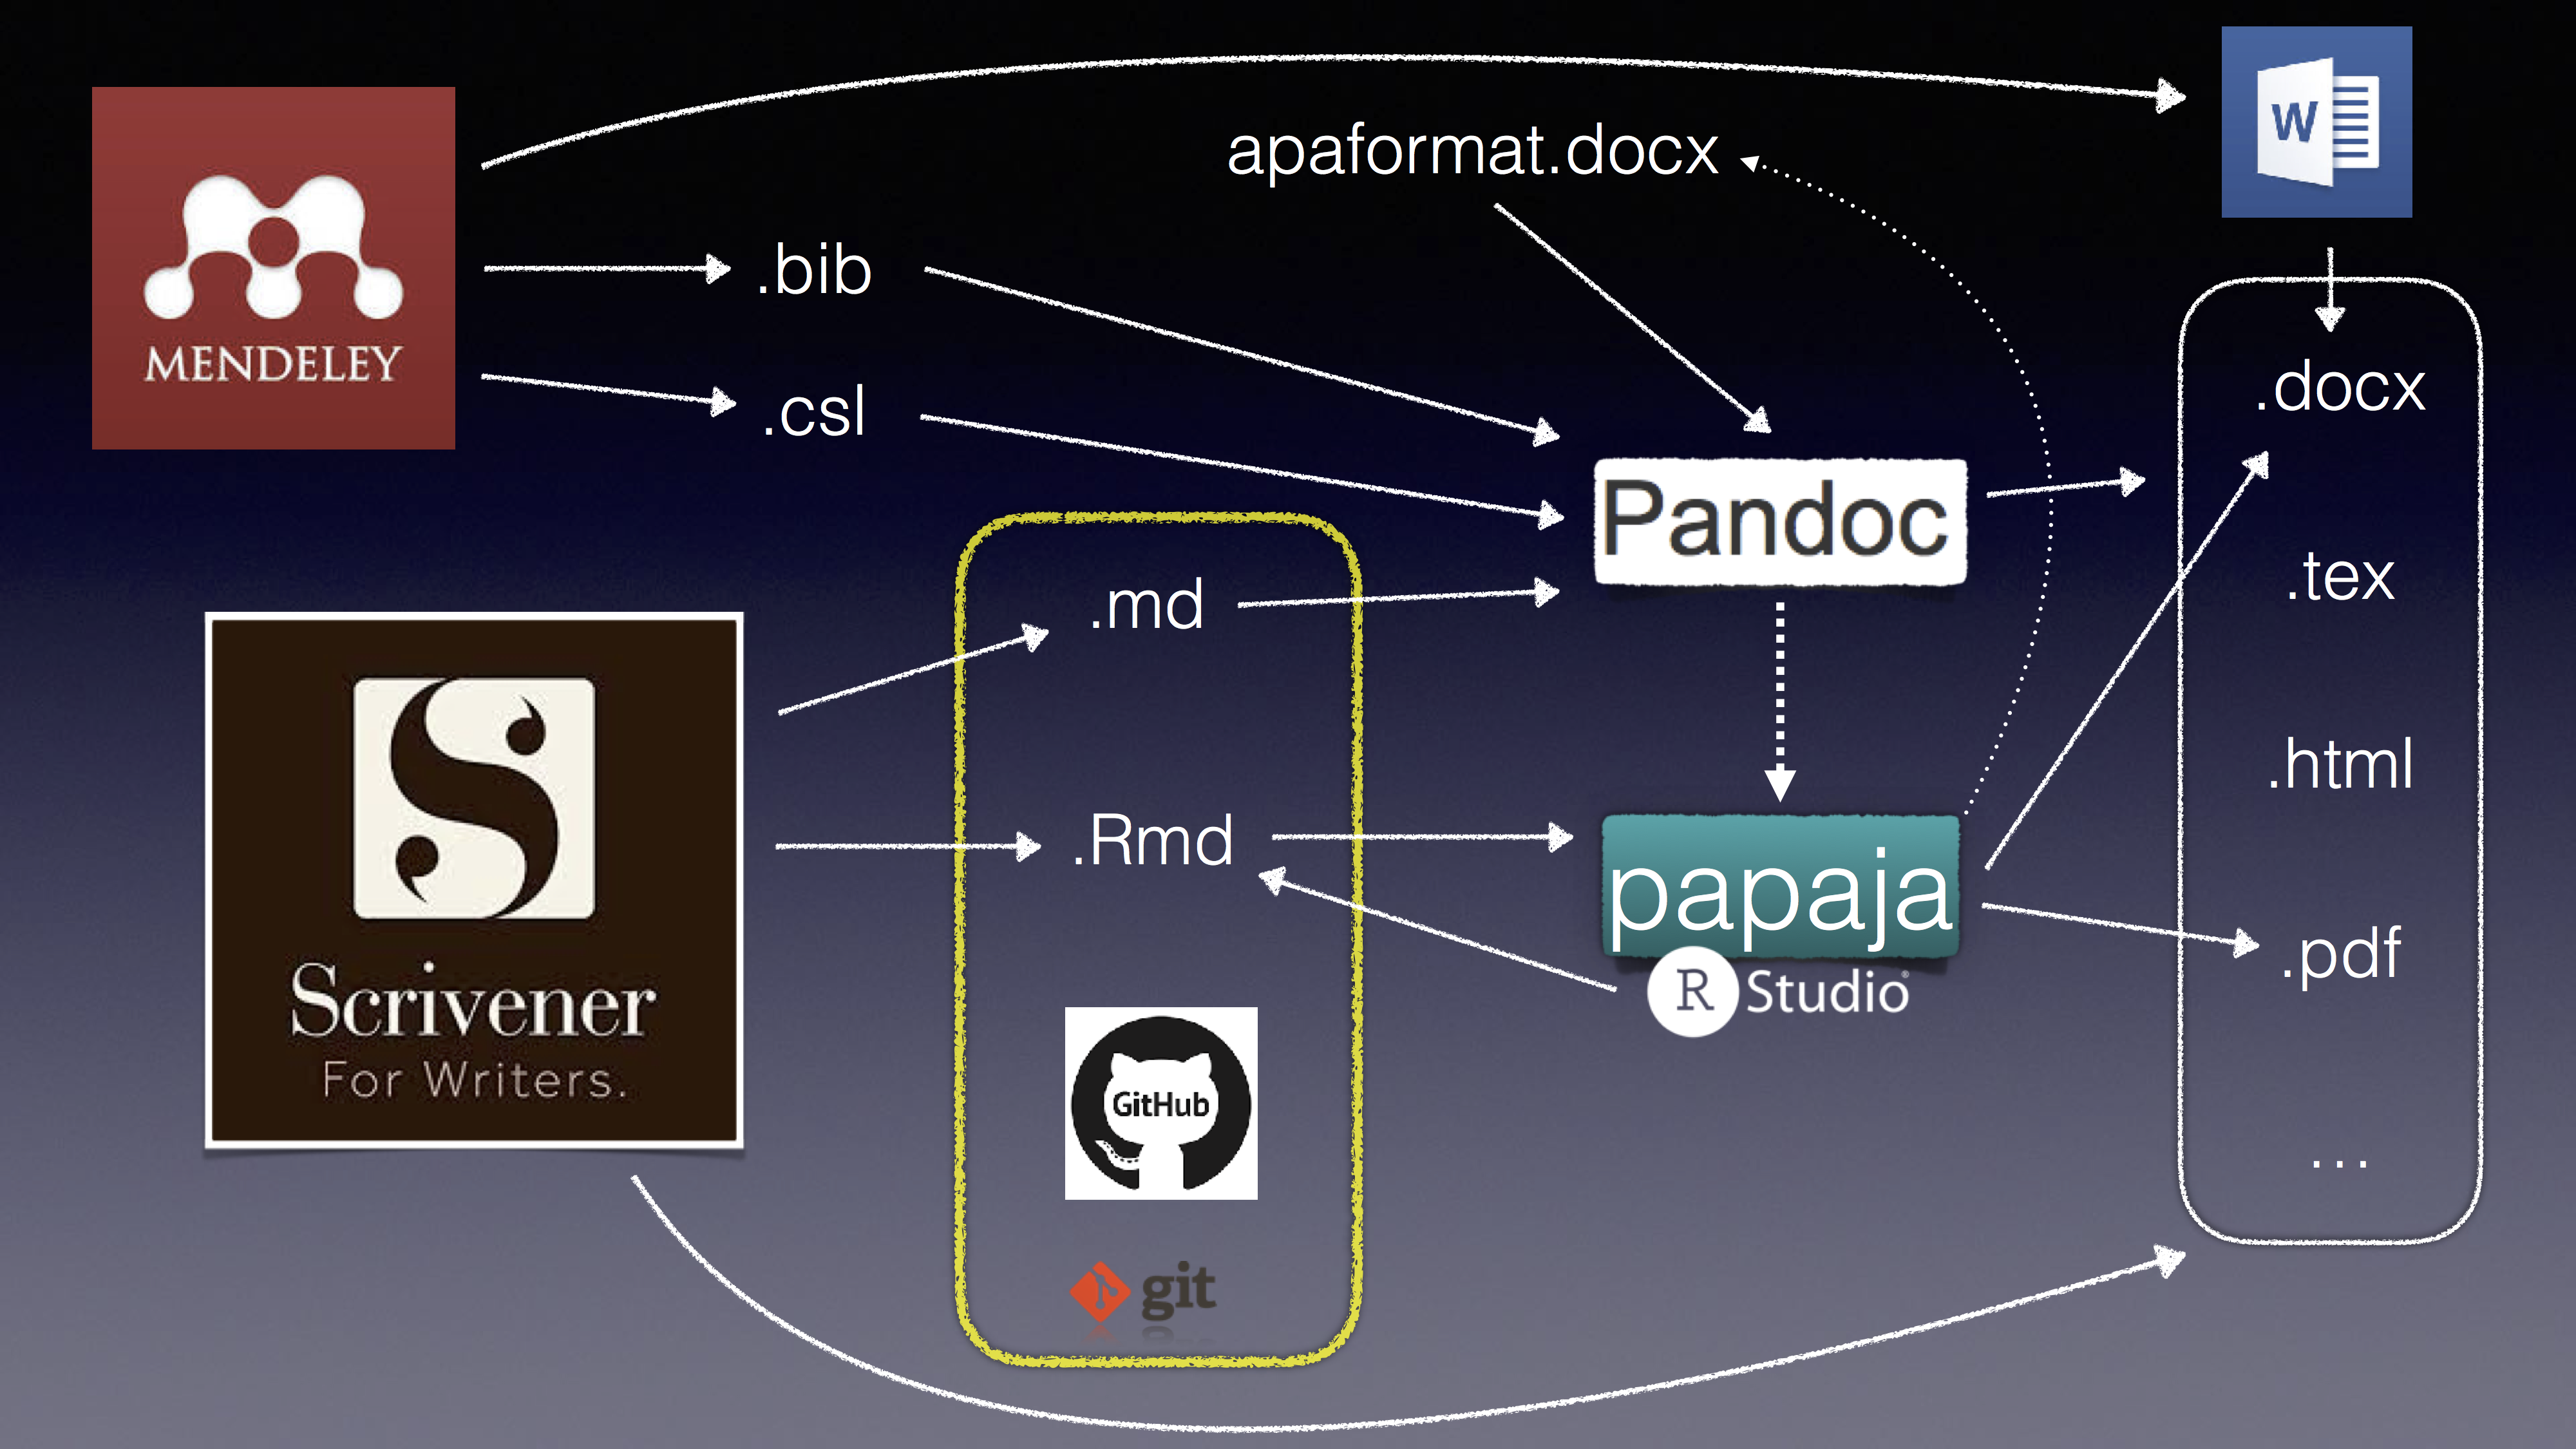 W
apaformat.docx
MENDELEY
.bib
.csl
.docx
Pandoc
.tex
.md
.html
.Rmd
papaja
R Studio
.pdf
S
Scrivener
For Writers.
GitHub
...
git